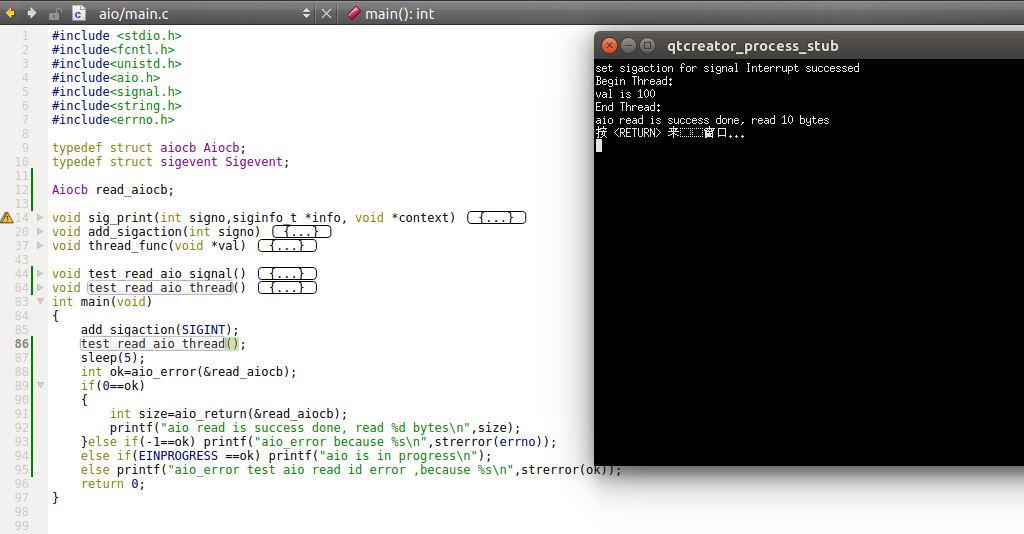 aio/main.c
main(): int
1 #include <stdio.h>
2 #include<fcntl.h>
3 #include<unistd.h>
4 #include<aio.h>
5 #include<signal.h>
6 #include<string.h>
7 #include<errno.h>
8
9 typedef struct aiocb Aiocb;
10 typedef struct sigevent Sigevent;
11
12 Aiocb read_aiocb;
13
14 void sig_print(int signo,siginfo_t *info, void *context) {...}
20 void add_sigaction(int signo) {...}
37 void thread_func(void *val) {...}
43
44 void test_read_aio_signal() {...}
64 void test_read_aio_thread() {...}
83 int main(void)
84 {
85 add_sigaction(SIGINT);
86 test_read_aio_thread();
87 sleep(5);
88 int ok=aio_error(&read_aiocb);
89 if(0==ok)
90 {
91 int size=aio_return(&read_aiocb);
92 printf("aio read is success done, read %d bytes\n",size);
93 }else if(-1==ok) printf("aio_error because %s\n",strerror(errno));
94 else if(EINPROGRESS ==ok) printf("aio is in progress\n");
95 else printf("aio_error test aio read id error ,because %s\n",strerror(ok));
96 return 0;
97 }
98
99
qtcreator_process_stub
set sigaction for signal Interrupt successed
Begin Thread:
val is 100
End Thread:
aio read is success done, read 10 bytes
按 <RETURN> 来 窗口...